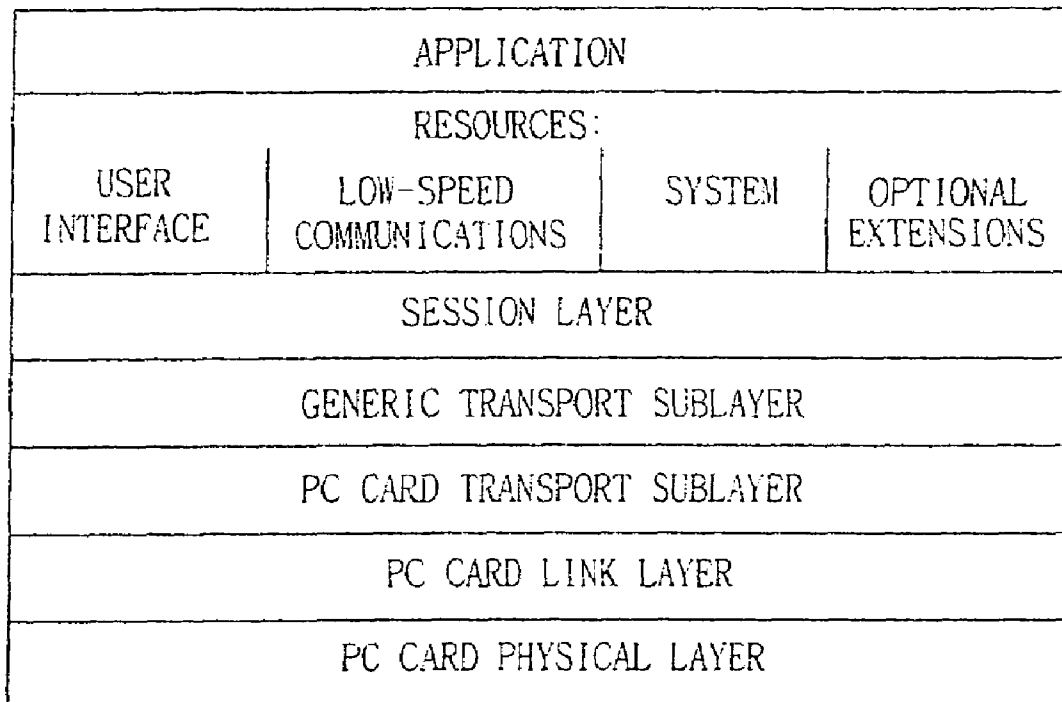 APPLICATION
RESOURCES:
USER
INTERFACE
LOW-SPEED
COMMUNICATIONS
SYSTEM
OPTIONAL
EXTENSIONS
SESSION LAYER
GENERIC TRANSPORT SUBLAYER
PC CARD TRANSPORT SUBLAYER
PC CARD LINK LAYER
PC CARD PHYSICAL LAYER